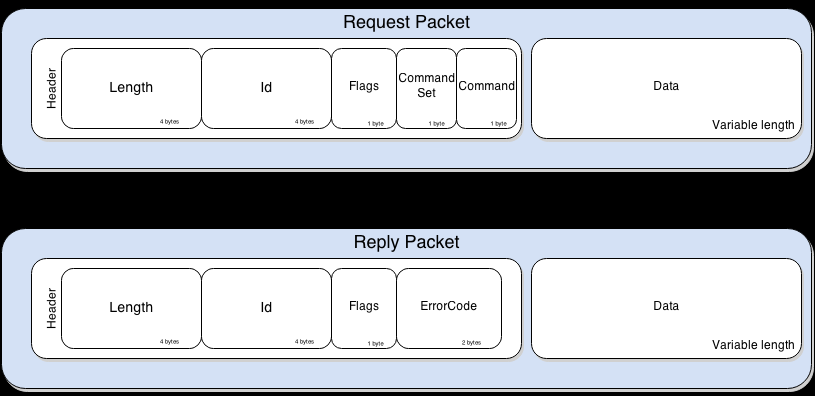 Request Packet
Header
Length
4 bytes
Id
4 bytes
Flags
1 byte
Command
Set
1 byte
Command
1 byte
Data
Variable length
Reply Packet
Header
Length
4 bytes
Id
4 bytes
Flags
1 byte
ErrorCode
2 bytes
Data
Variable length